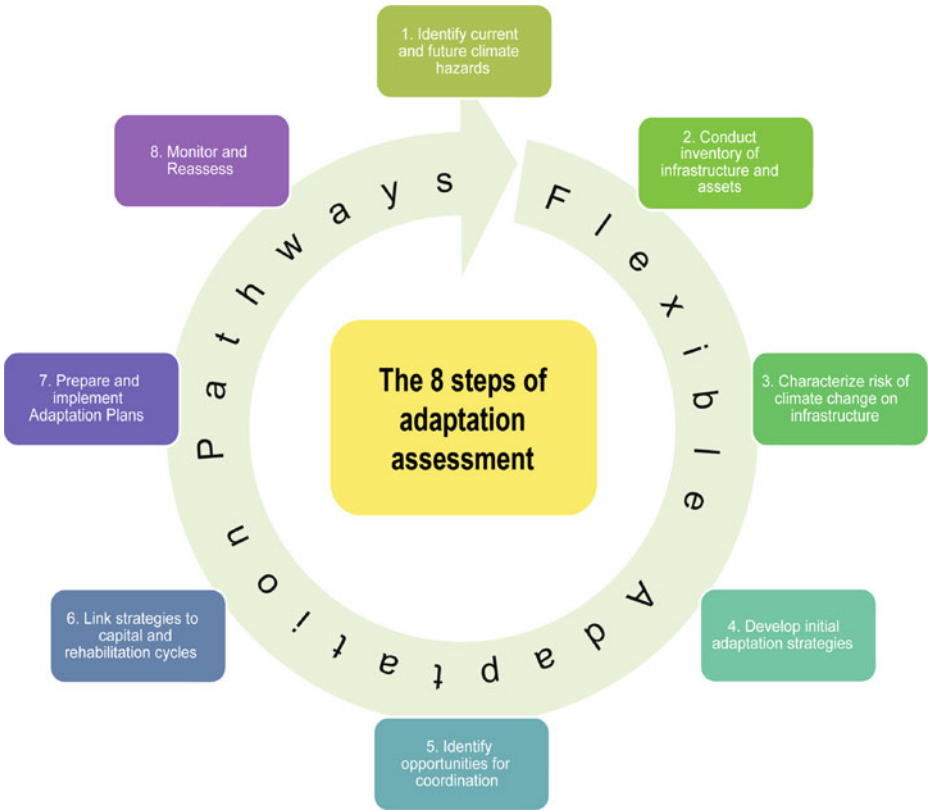 1. Identify current
and future climate
hazards
2. Conduct
inventory of
infrastructure and
assets
3. Characterize risk of
climate change on
infrastructure
4. Develop initial
adaptation strategies
5. Identify
opportunities for
coordination
6. Link strategies to
capital and
rehabilitation cycles
7. Prepare and
implement
Adaptation Plans
8. Monitor and
Reassess
Flexible Adaptation Pathways
The 8 steps of
adaptation
assessment